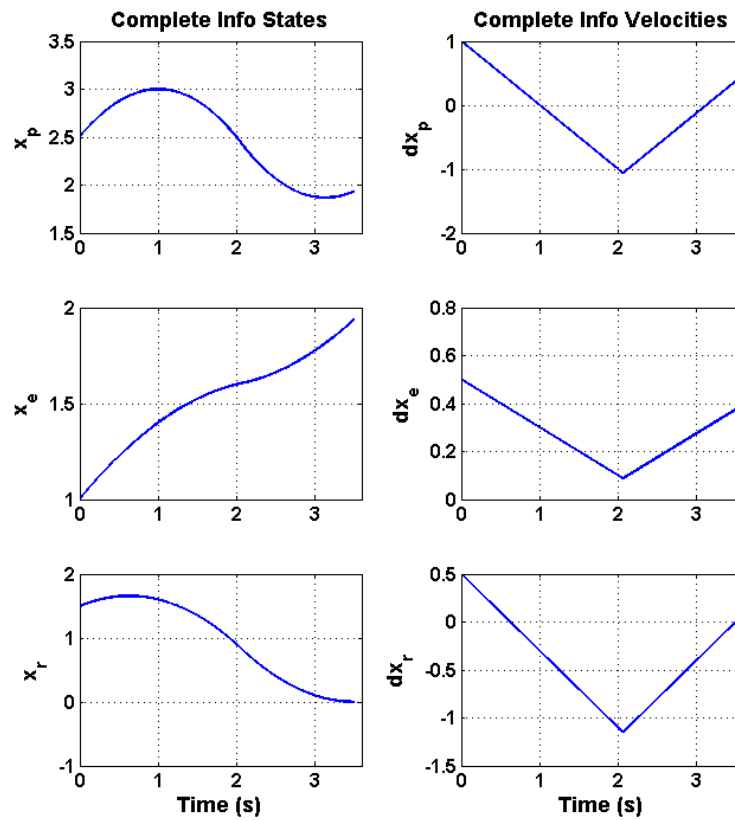 Complete Info States
3.5
3
2.5
2
1.5
0 1 2 3
x_p
Complete Info Velocities
1
0
-1
-2
0 1 2 3
dx_p
2
1.5
1
0 1 2 3
x_e
0.8
0.6
0.4
0.2
0
0 1 2 3
dx_e
2
1
0
-1
0 1 2 3
x_r
Time (s)
0.5
0
-0.5
-1
-1.5
0 1 2 3
dx_r
Time (s)